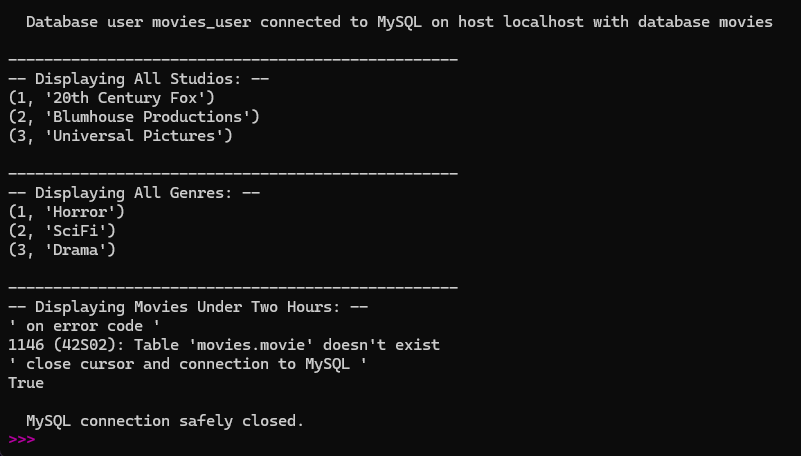 Database user movies_user connected to MySQL on host localhost with database movies
--------------------------------------------------
-- Displaying All Studios: --
(1, '20th Century Fox')
(2, 'Blumhouse Productions')
(3, 'Universal Pictures')
--------------------------------------------------
-- Displaying All Genres: --
(1, 'Horror')
(2, 'SciFi')
(3, 'Drama')
--------------------------------------------------
-- Displaying Movies Under Two Hours: --
' on error code '
1146 (42S02): Table 'movies.movie' doesn't exist
' close cursor and connection to MySQL '
True
MySQL connection safely closed.
>>>